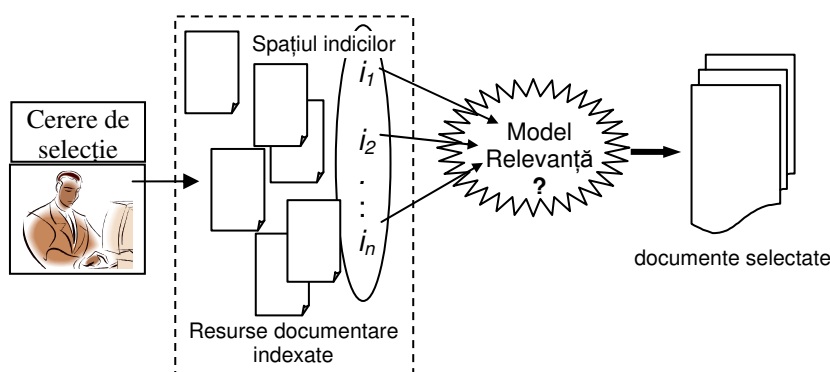 Cerere de
selecție
Spațiul indicilor
i1
i2
.
:
in
Resurse documentare
indexate
Model
Relevanță
?
documente selectate